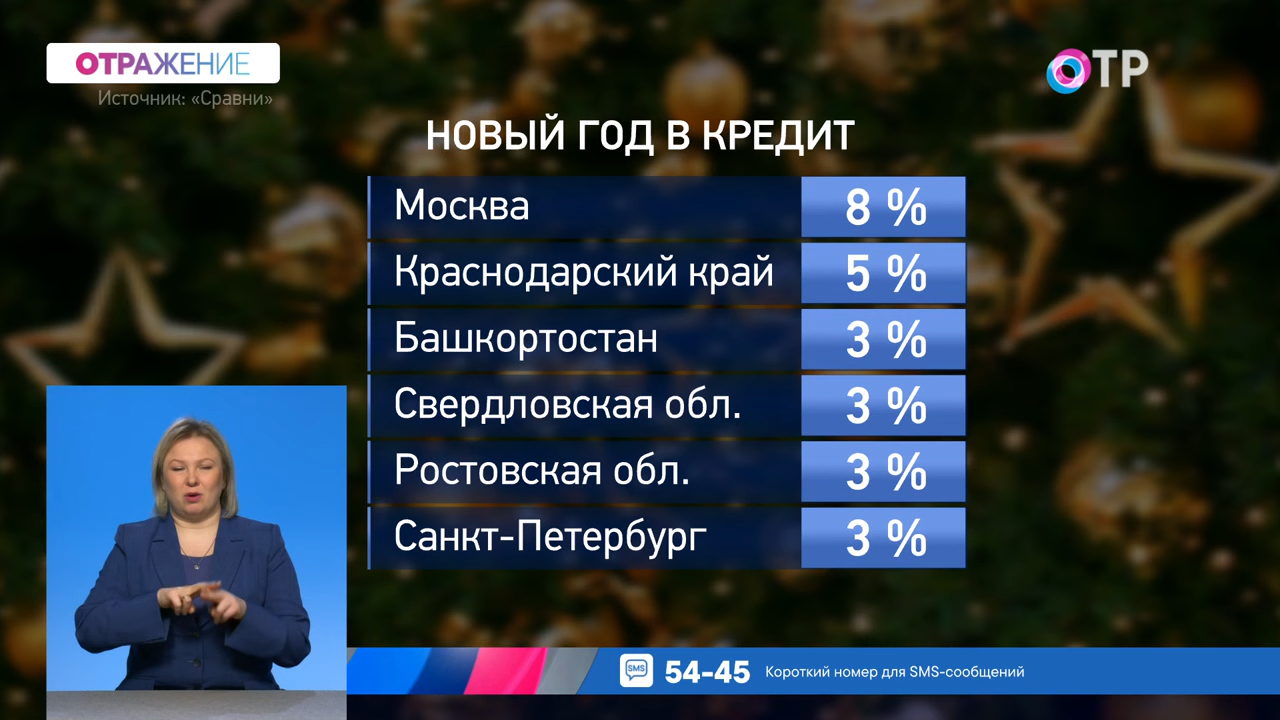 ОТРАЖЕНИЕ
Источник: «Сравни»
ОТР
НОВЫЙ ГОД В КРЕДИТ
Москва 8 %
Краснодарский край 5 %
Башкортостан 3 %
Свердловская обл. 3 %
Ростовская обл. 3 %
Санкт-Петербург 3 %
SMS 54-45 Короткий номер для SMS-сообщений